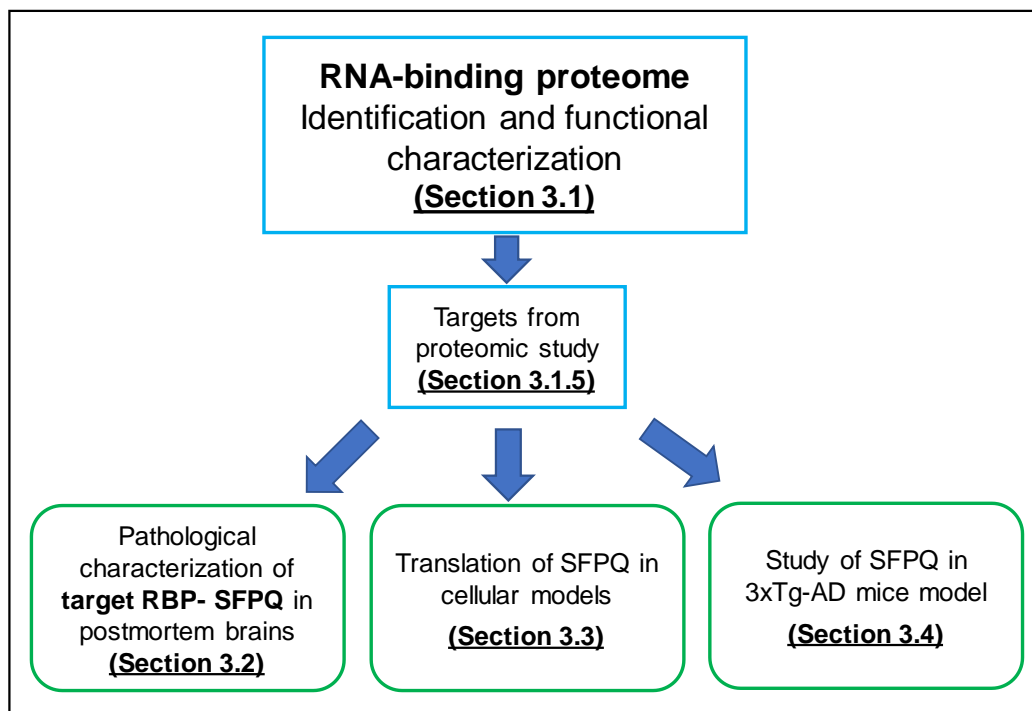 RNA-binding proteome
Identification and functional
characterization
(Section 3.1)
Targets from
proteomic study
(Section 3.1.5)
Pathological
characterization of
target RBP- SFPQ in
postmortem brains
(Section 3.2)
Translation of SFPQ in
cellular models
(Section 3.3)
Study of SFPQ in
3xTg-AD mice model
(Section 3.4)